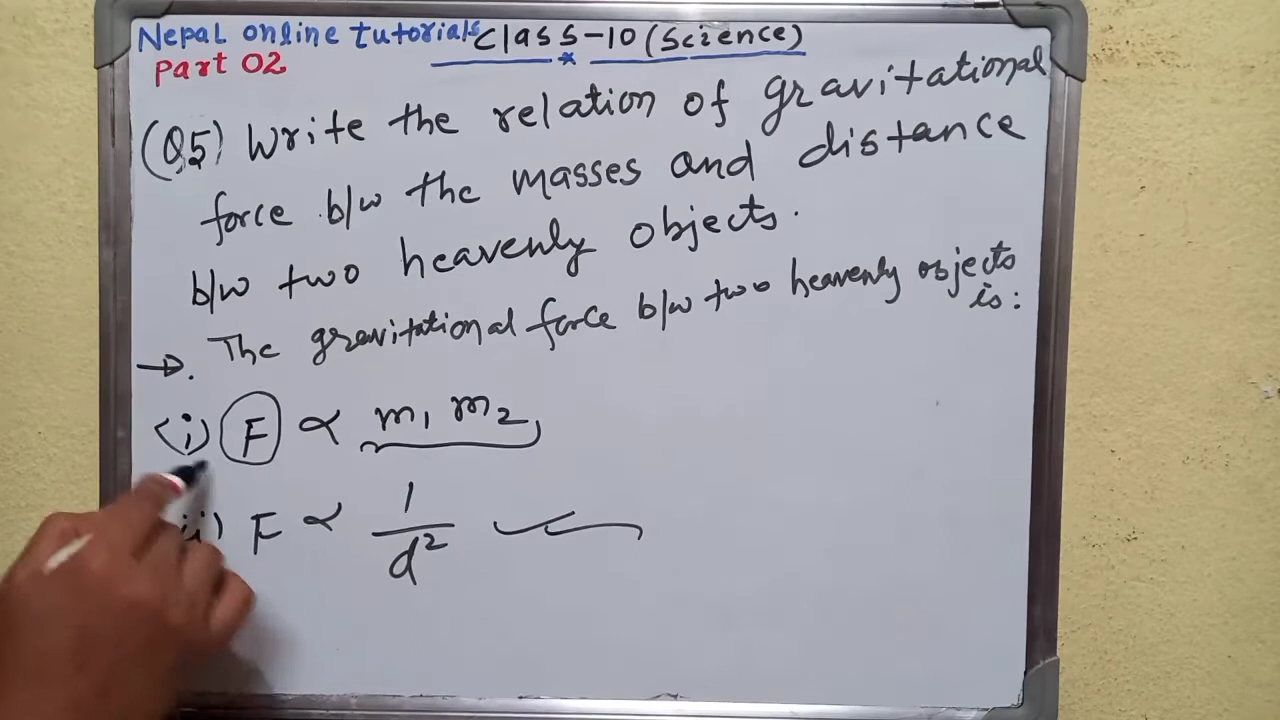 Nepal online tutorials Class-10 (Science)
Part 02 *
(Q5) Write the relation of gravitational
force b/w the masses and distance
b/w two heavenly objects.
→. The gravitational force b/w two heavenly objects
is:
(i) F ∝ m₁ m₂
ii) F ∝ 1/d²